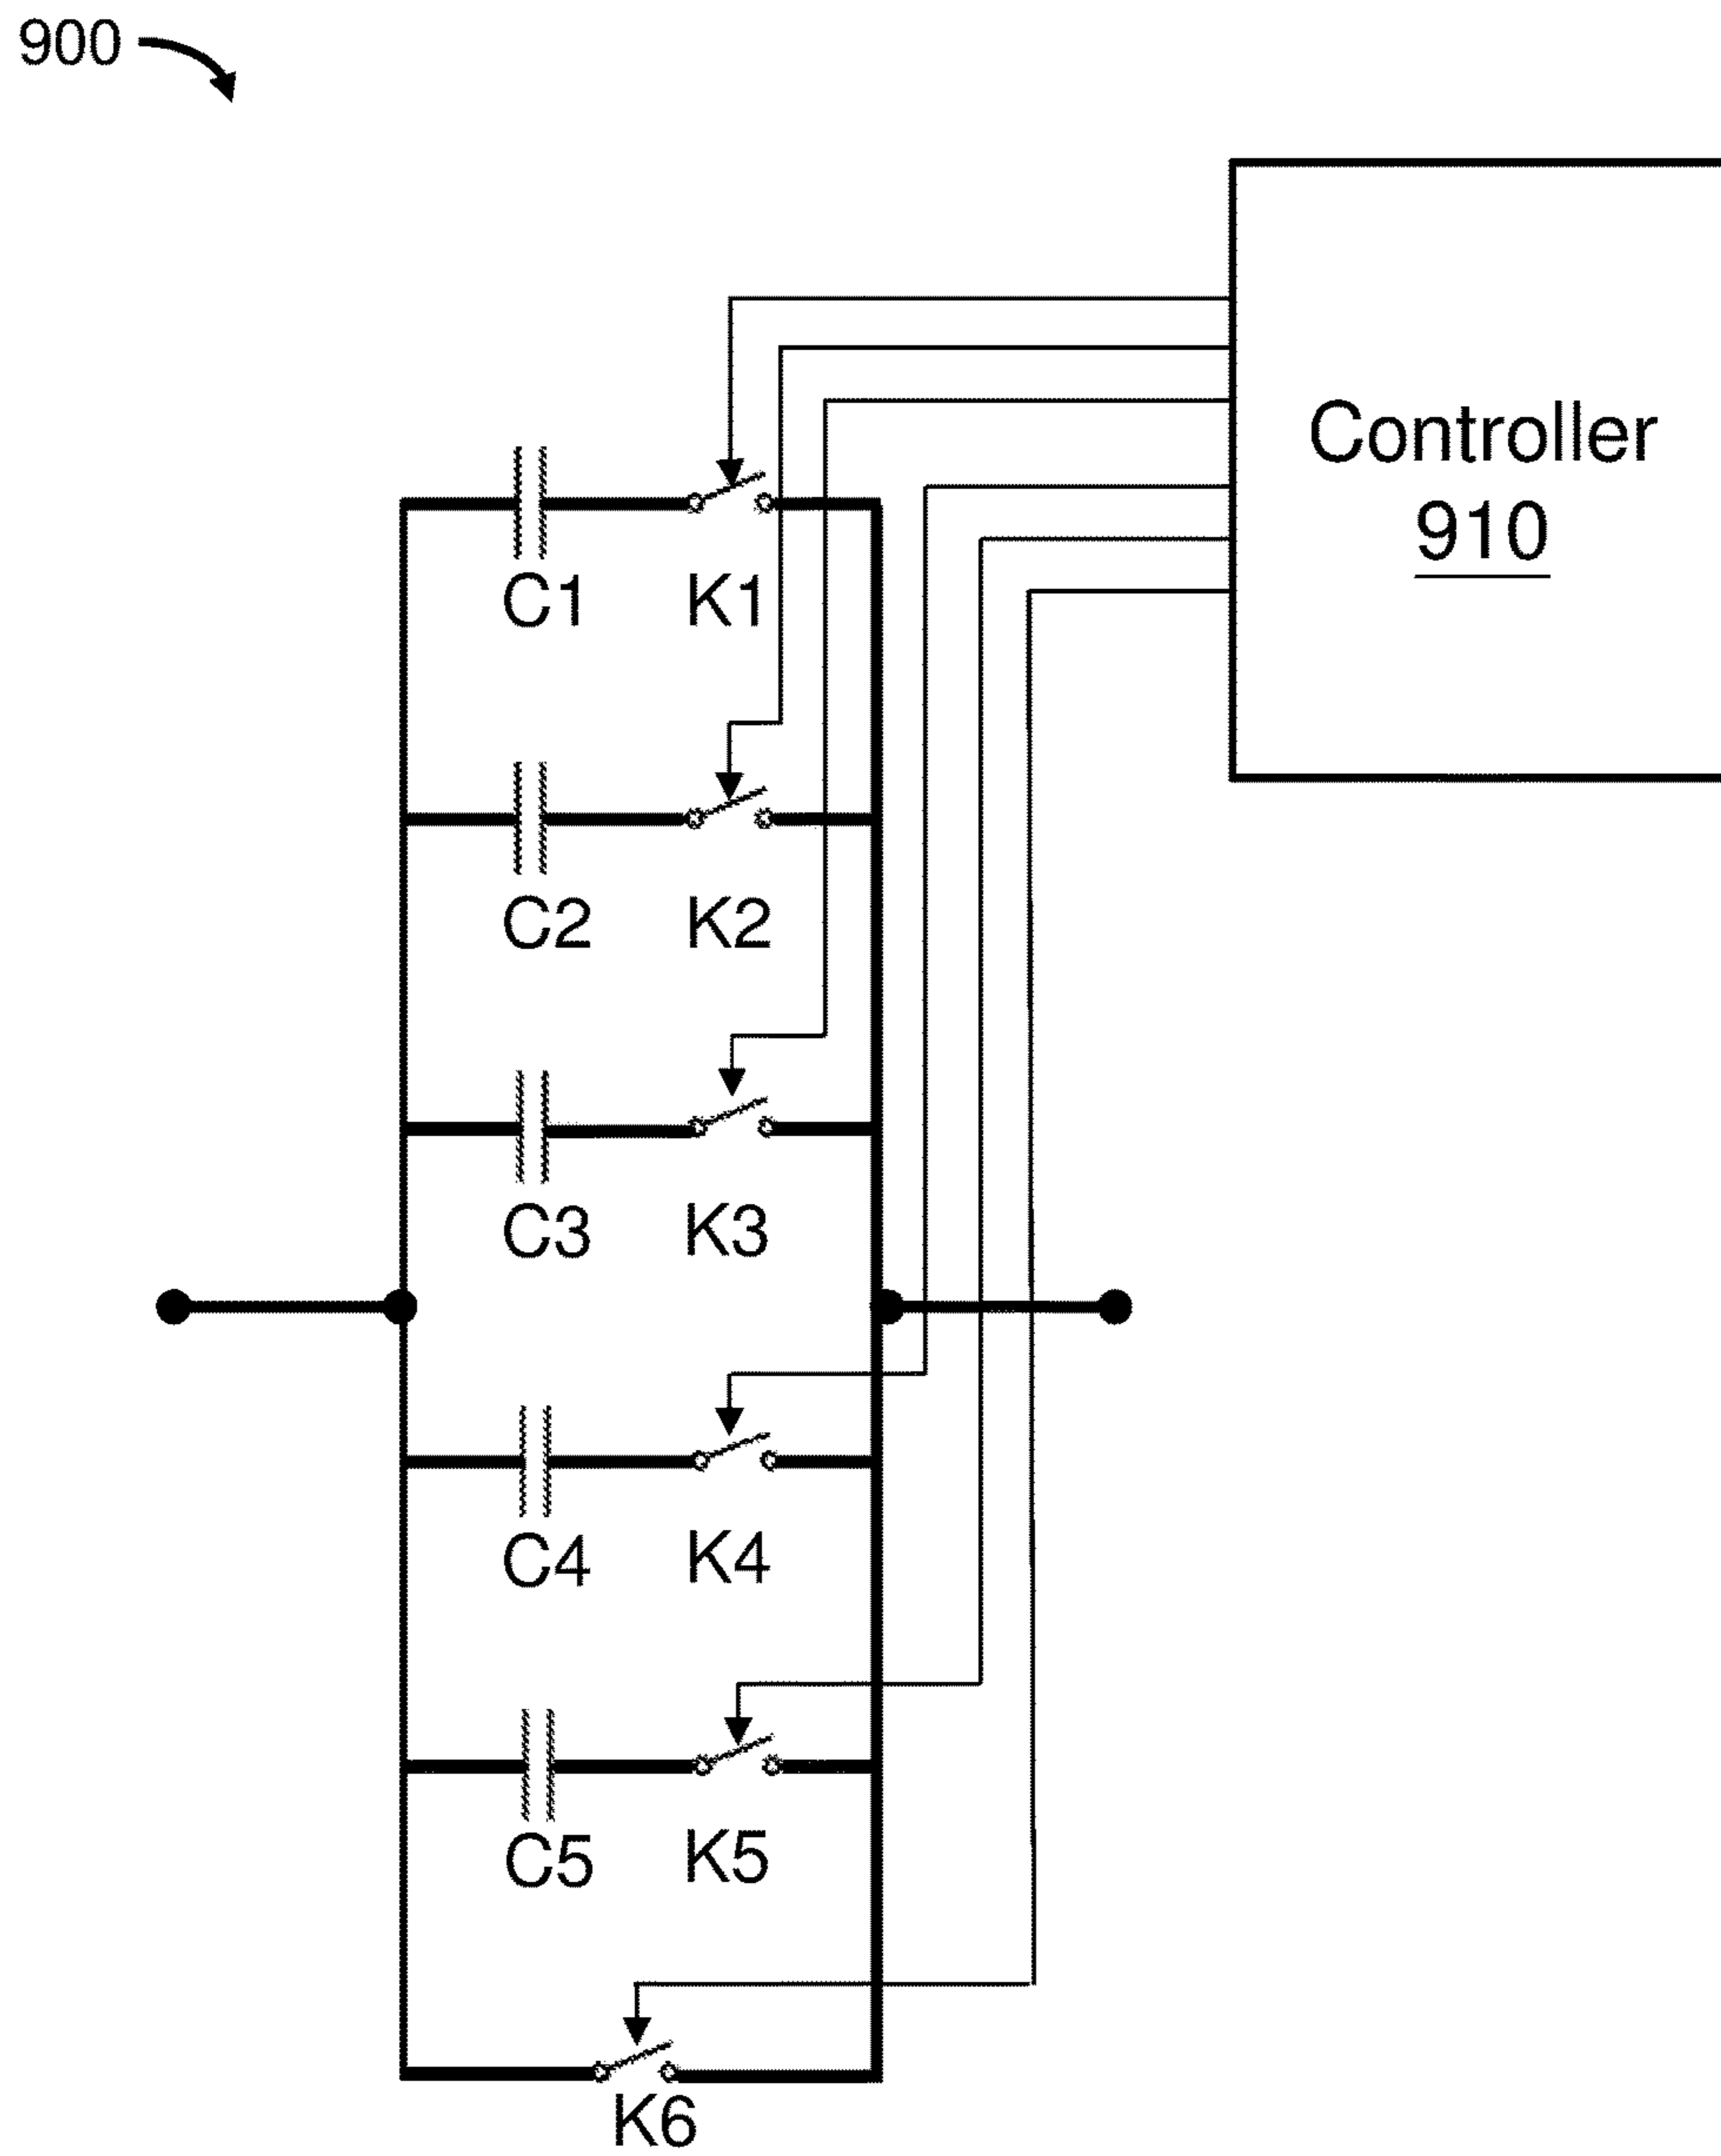 900
Controller
910
C1 K1
C2 K2
C3 K3
C4 K4
C5 K5
K6